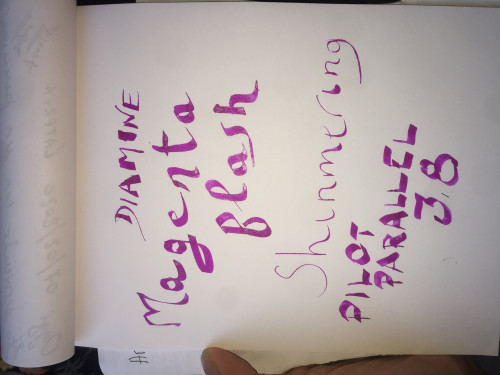 DIAMINE
Magenta
Flash
Shimmering
PILOT
PARALLEL
3.8